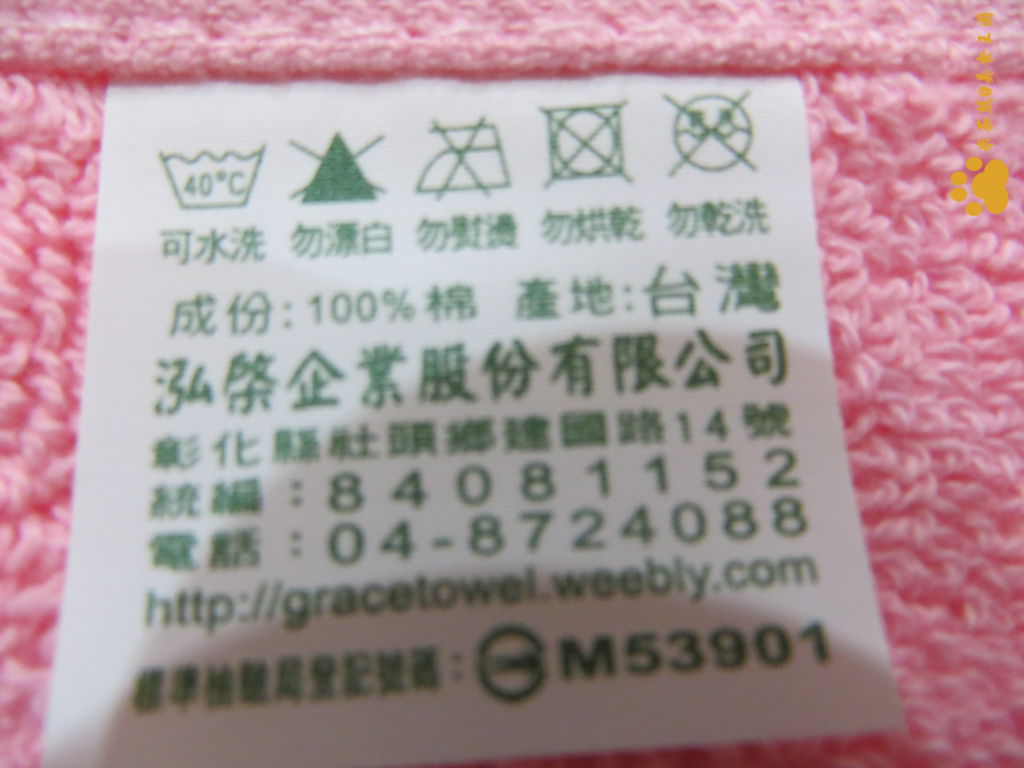 40°C
可水洗 勿漂白 勿熨燙 勿烘乾 勿乾洗
成份:100%棉 產地:台灣
泓棨企業股份有限公司
彰化縣社頭鄉建國路14號
統編:84081152
電話:04-8724088
http://gracetowel.weebly.com
標準檢驗局登記號碼:M53901